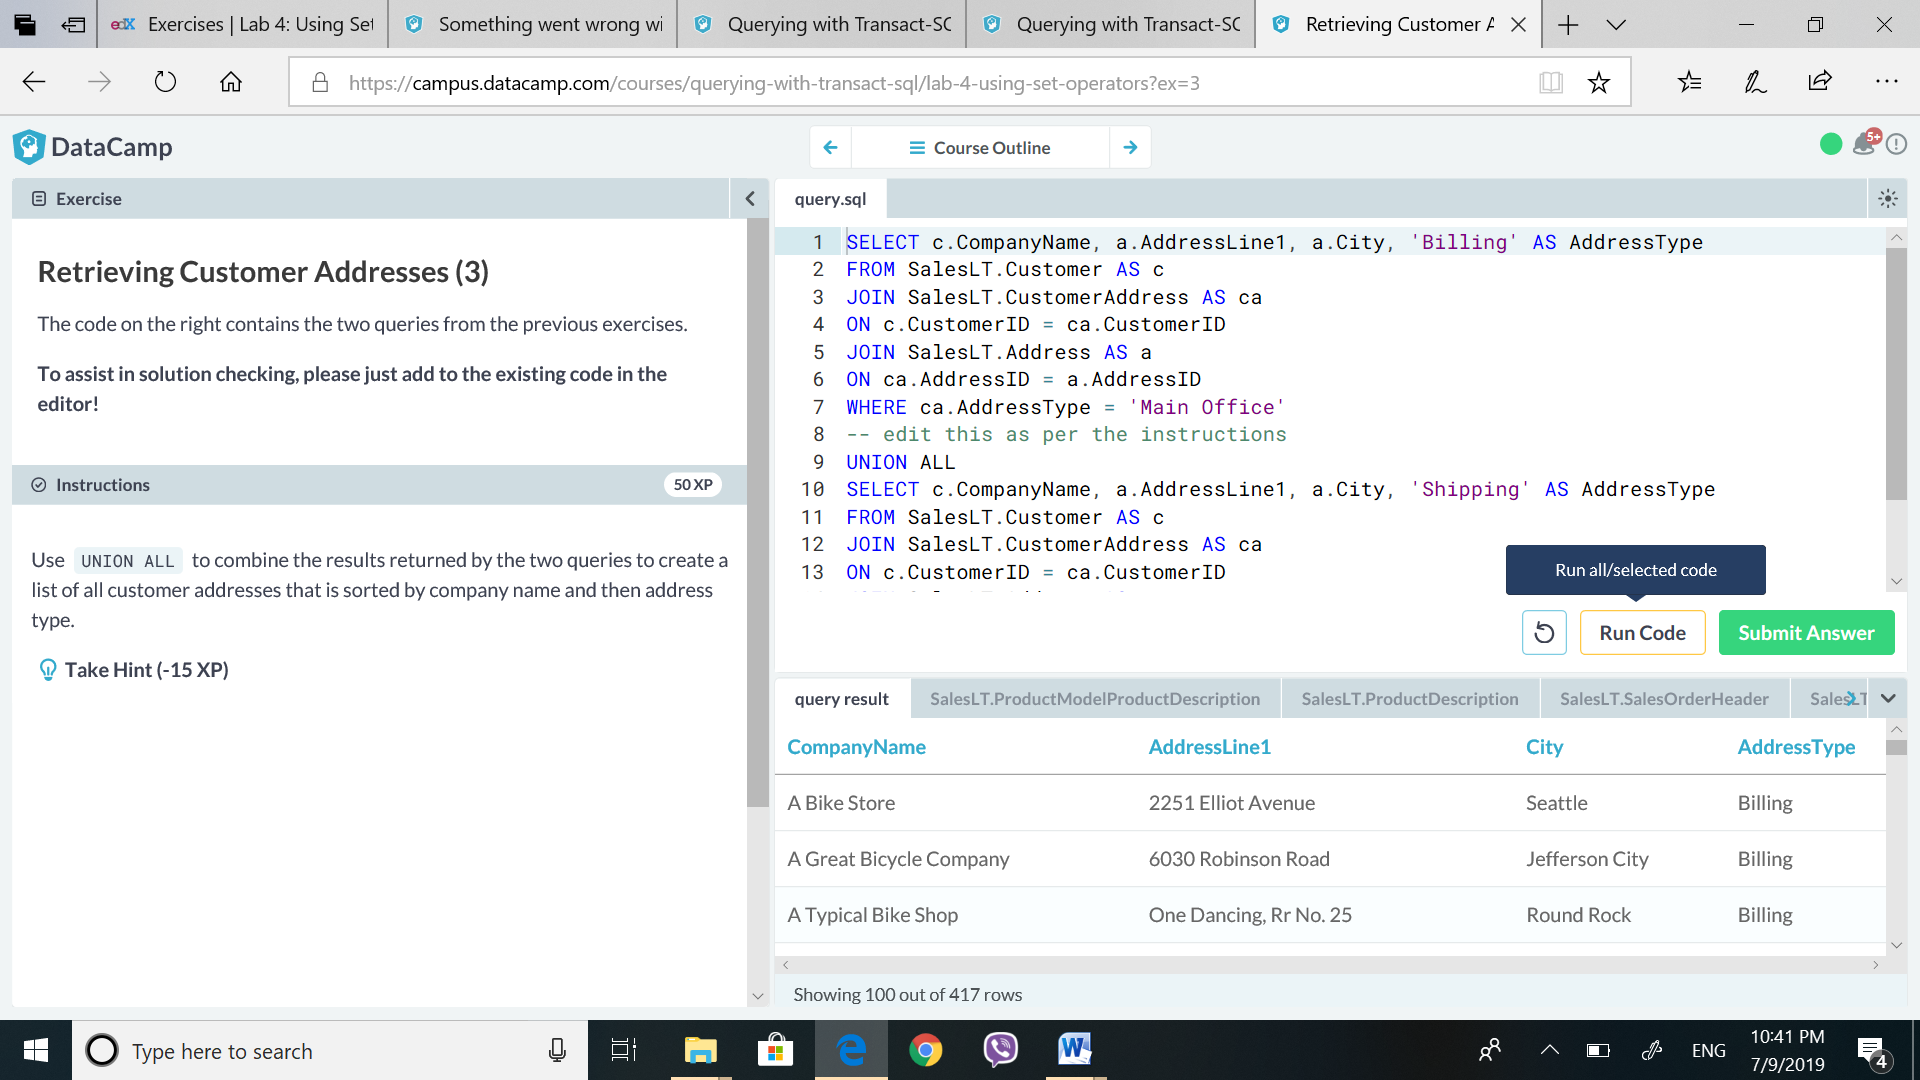 edX Exercises | Lab 4: Using Set
Something went wrong wi
Querying with Transact-SC
Querying with Transact-SC
Retrieving Customer A
https://campus.datacamp.com/courses/querying-with-transact-sql/lab-4-using-set-operators?ex=3
DataCamp
Course Outline
5+
Exercise
Retrieving Customer Addresses (3)
The code on the right contains the two queries from the previous exercises.
To assist in solution checking, please just add to the existing code in the
editor!
Instructions
50 XP
Use UNION ALL to combine the results returned by the two queries to create a
list of all customer addresses that is sorted by company name and then address
type.
Take Hint (-15 XP)
query.sql
1 SELECT c.CompanyName, a.AddressLine1, a.City, 'Billing' AS AddressType
2 FROM SalesLT.Customer AS c
3 JOIN SalesLT.CustomerAddress AS ca
4 ON c.CustomerID = ca.CustomerID
5 JOIN SalesLT.Address AS a
6 ON ca.AddressID = a.AddressID
7 WHERE ca.AddressType = 'Main Office'
8 -- edit this as per the instructions
9 UNION ALL
10 SELECT c.CompanyName, a.AddressLine1, a.City, 'Shipping' AS AddressType
11 FROM SalesLT.Customer AS c
12 JOIN SalesLT.CustomerAddress AS ca
13 ON c.CustomerID = ca.CustomerID
Run all/selected code
Run Code
Submit Answer
query result
SalesLT.ProductModelProductDescription
SalesLT.ProductDescription
SalesLT.SalesOrderHeader
SalesLT
CompanyName AddressLine1 City AddressType
A Bike Store 2251 Elliot Avenue Seattle Billing
A Great Bicycle Company 6030 Robinson Road Jefferson City Billing
A Typical Bike Shop One Dancing, Rr No. 25 Round Rock Billing
Showing 100 out of 417 rows
Type here to search
ENG
10:41 PM
7/9/2019
4